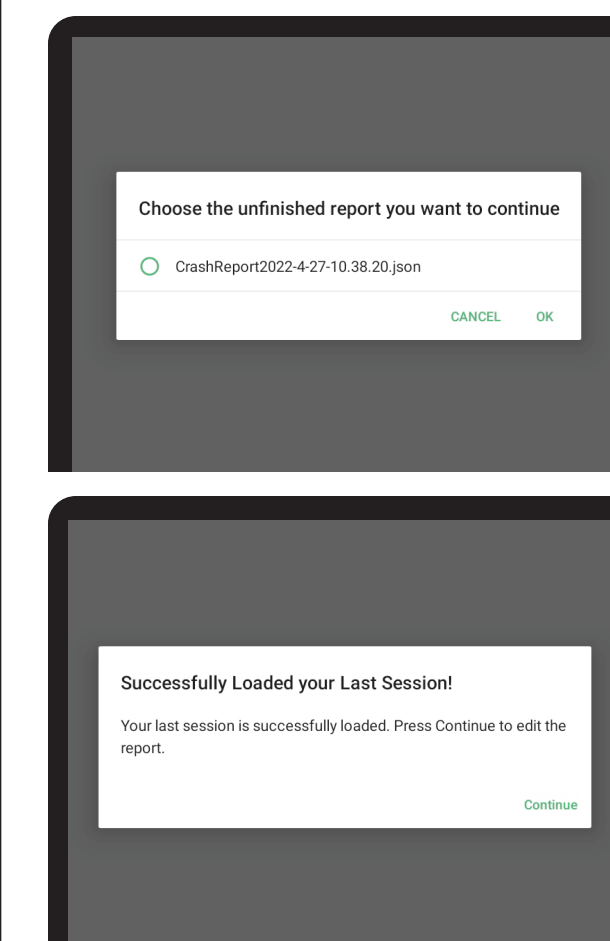 Choose the unfinished report you want to continue
CrashReport2022-4-27-10.38.20.json
CANCEL OK
Successfully Loaded your Last Session!
Your last session is successfully loaded. Press Continue to edit the
report.
Continue